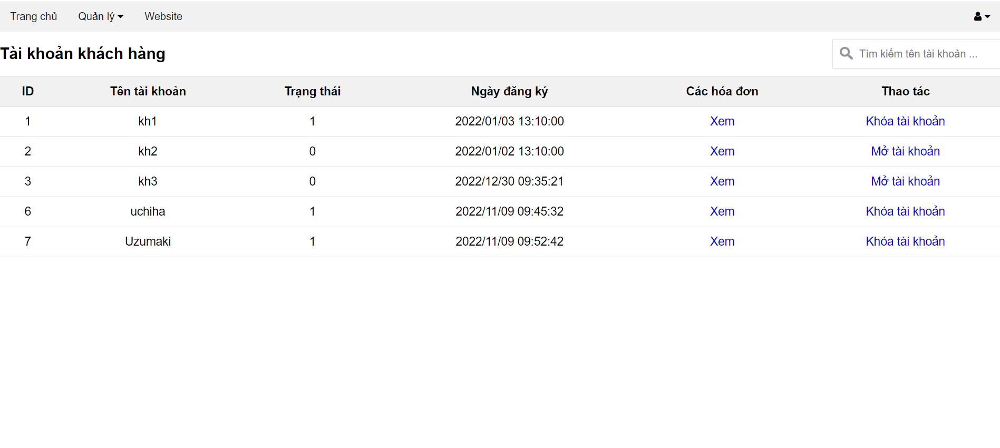 Trang chủ Quản lý Website
Tài khoản khách hàng
Tìm kiếm tên tài khoản ...
ID Tên tài khoản Trạng thái Ngày đăng ký Các hóa đơn Thao tác
1 kh1 1 2022/01/03 13:10:00 Xem Khóa tài khoản
2 kh2 0 2022/01/02 13:10:00 Xem Mở tài khoản
3 kh3 0 2022/12/30 09:35:21 Xem Mở tài khoản
6 uchiha 1 2022/11/09 09:45:32 Xem Khóa tài khoản
7 Uzumaki 1 2022/11/09 09:52:42 Xem Khóa tài khoản